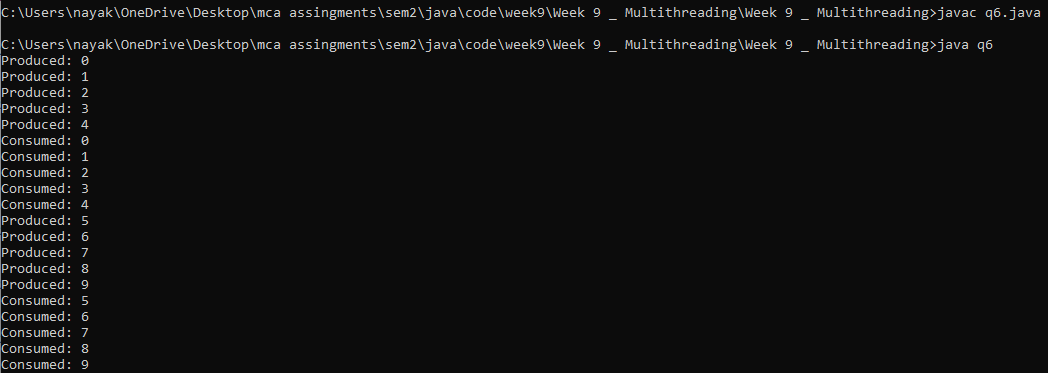 C:\Users\nayak\OneDrive\Desktop\mca assingments\sem2\java\code\week9\Week 9 _ Multithreading\Week 9 _ Multithreading>javac q6.java
C:\Users\nayak\OneDrive\Desktop\mca assingments\sem2\java\code\week9\Week 9 _ Multithreading\Week 9 _ Multithreading>java q6
Produced: 0
Produced: 1
Produced: 2
Produced: 3
Produced: 4
Consumed: 0
Consumed: 1
Consumed: 2
Consumed: 3
Consumed: 4
Produced: 5
Produced: 6
Produced: 7
Produced: 8
Produced: 9
Consumed: 5
Consumed: 6
Consumed: 7
Consumed: 8
Consumed: 9